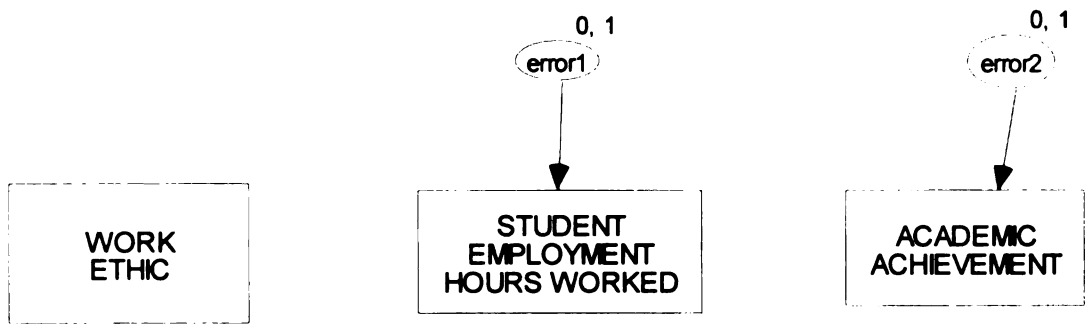 0, 1
error1
0, 1
error2
WORK
ETHIC
STUDENT
EMPLOYMENT
HOURS WORKED
ACADEMIC
ACHIEVEMENT